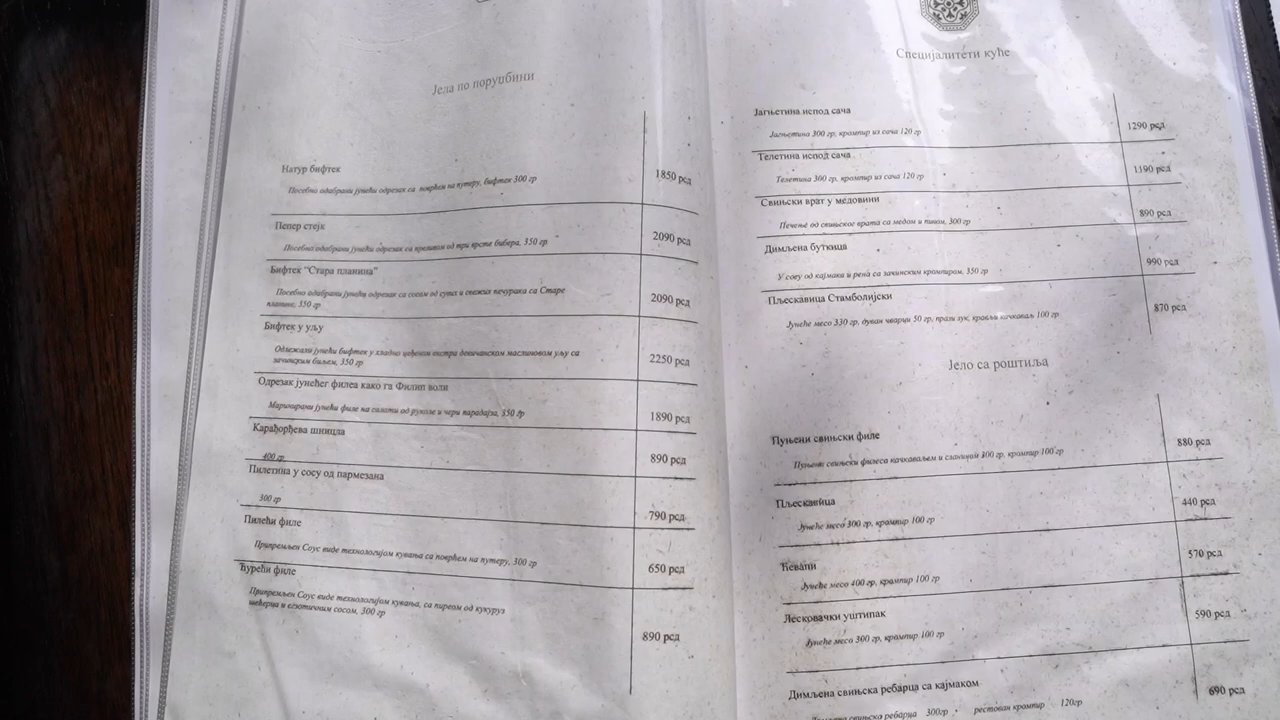 Јела по поруџбини
Натур бифтек
1850 рсд
Посебно одабрани јунећи одрезак са поврћем на путеру, бифтек 300 гр
Пепер стејк
2090 рсд
Посебно одабрани јунећи одрезак са прелитом од три врсте бибера, 350 гр
Бифтек "Стара планина"
Посебно одабрани јунећи одрезак са сосом од сувих и свежих печурака са Старе
2090 рсд
планине, 350 гр
Бифтек у уљу
Одлежали јунећи бифтек у хладно цеђеном екстра девичанском маслиновом уљу са
2250 рсд
зачинским биљем, 350 гр
Одрезак јунећег филеа како га Филип воли
Маринирани јунећи филе на салати од руколе и чери парадајза, 350 гр
1890 рсд
Карађорђева шницла
400 гр
890 рсд
Пилетина у сосу од пармезана
300 гр
790 рсд
Пилећи филе
Припремљен Соус виде технологијом кувања са поврћем на путеру, 300 гр
650 рсд
Ћурећи филе
Припремљен Соус виде технологијом кувања, са пиреом од кукуруз
шећерца и егзотичним сосом, 300 гр
890 рсд
Специјалитети куће
Јагњетина испод сача
1290 рсд
Јагњетина 300 гр, кромпир из сача 120 гр
Телетина испод сача
1190 рсд
Телетина 300 гр, кромпир из сача 120 гр
Свињски врат у медовини
890 рсд
Печење од свињског врата са медом и пивом, 300 гр
Димљена буткица
990 рсд
У сосу од кајмака и рена са зачинским кромпиром, 350 гр
Пљескавица Стамболијски
870 рсд
Јунеће месо 330 гр, дуван чварци 50 гр, празилук, крављи качкаваљ 100 гр
Јело са роштиља
Пуњени свињски филе
880 рсд
Пуњени свињски филеса качкаваљем и сланином 300 гр, кромпир 100 гр
Пљескавица
440 рсд
Јунеће месо 300 гр, кромпир 100 гр
Ћевапи
570 рсд
Јунеће месо 400 гр, кромпир 100 гр
Лесковачки уштипак
590 рсд
Јунеће месо 300 гр, кромпир 100 гр
Димљена свињска ребарца са кајмаком
690 рсд
Димљена свињска ребарца 300гр • рестован кромпир 120гр